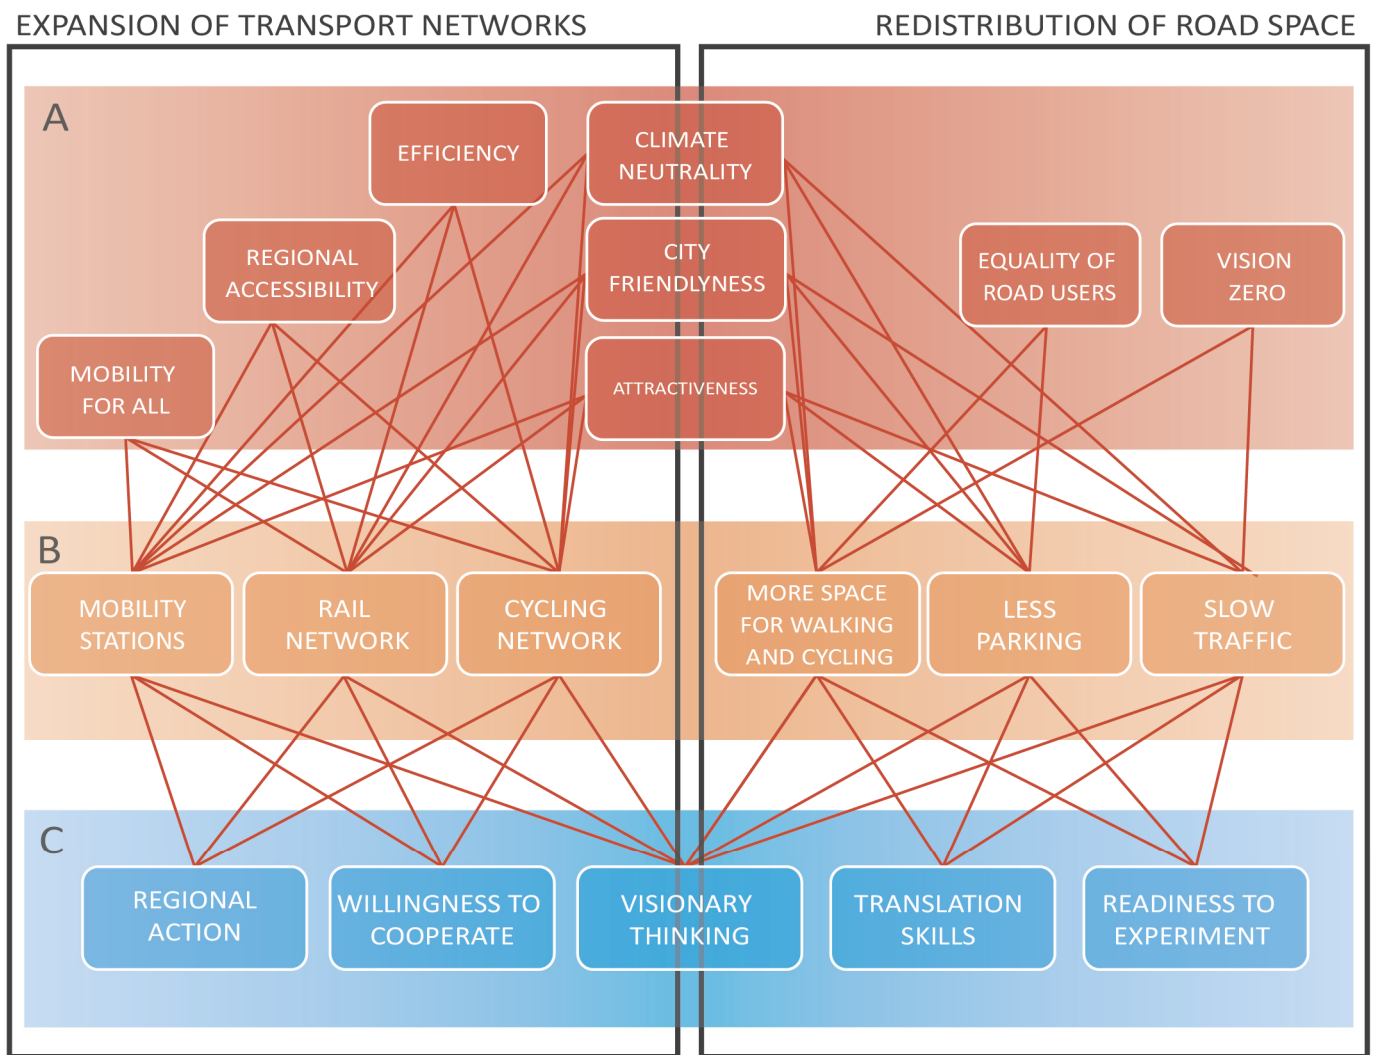 EXPANSION OF TRANSPORT NETWORKS
REDISTRIBUTION OF ROAD SPACE
A
EFFICIENCY
CLIMATE
NEUTRALITY
REGIONAL
ACCESSIBILITY
CITY
FRIENDLYNESS
EQUALITY OF
ROAD USERS
VISION
ZERO
MOBILITY
FOR ALL
ATTRACTIVENESS
B
MOBILITY
STATIONS
RAIL
NETWORK
CYCLING
NETWORK
MORE SPACE
FOR WALKING
AND CYCLING
LESS
PARKING
SLOW
TRAFFIC
C
REGIONAL
ACTION
WILLINGNESS TO
COOPERATE
VISIONARY
THINKING
TRANSLATION
SKILLS
READINESS TO
EXPERIMENT